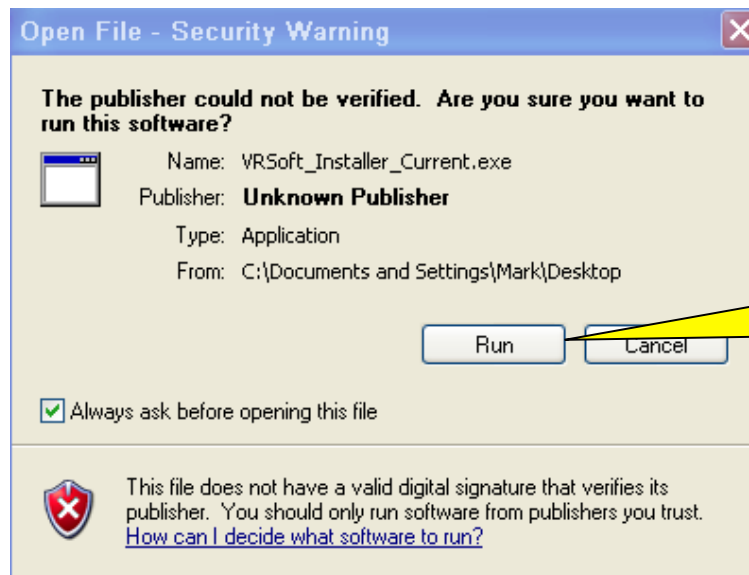 Open File - Security Warning
The publisher could not be verified. Are you sure you want to
run this software?
Name: VRSoft_Installer_Current.exe
Publisher: Unknown Publisher
Type: Application
From: C:\Documents and Settings\Mark\Desktop
Run Cancel
Always ask before opening this file
This file does not have a valid digital signature that verifies its
publisher. You should only run software from publishers you trust.
How can I decide what software to run?